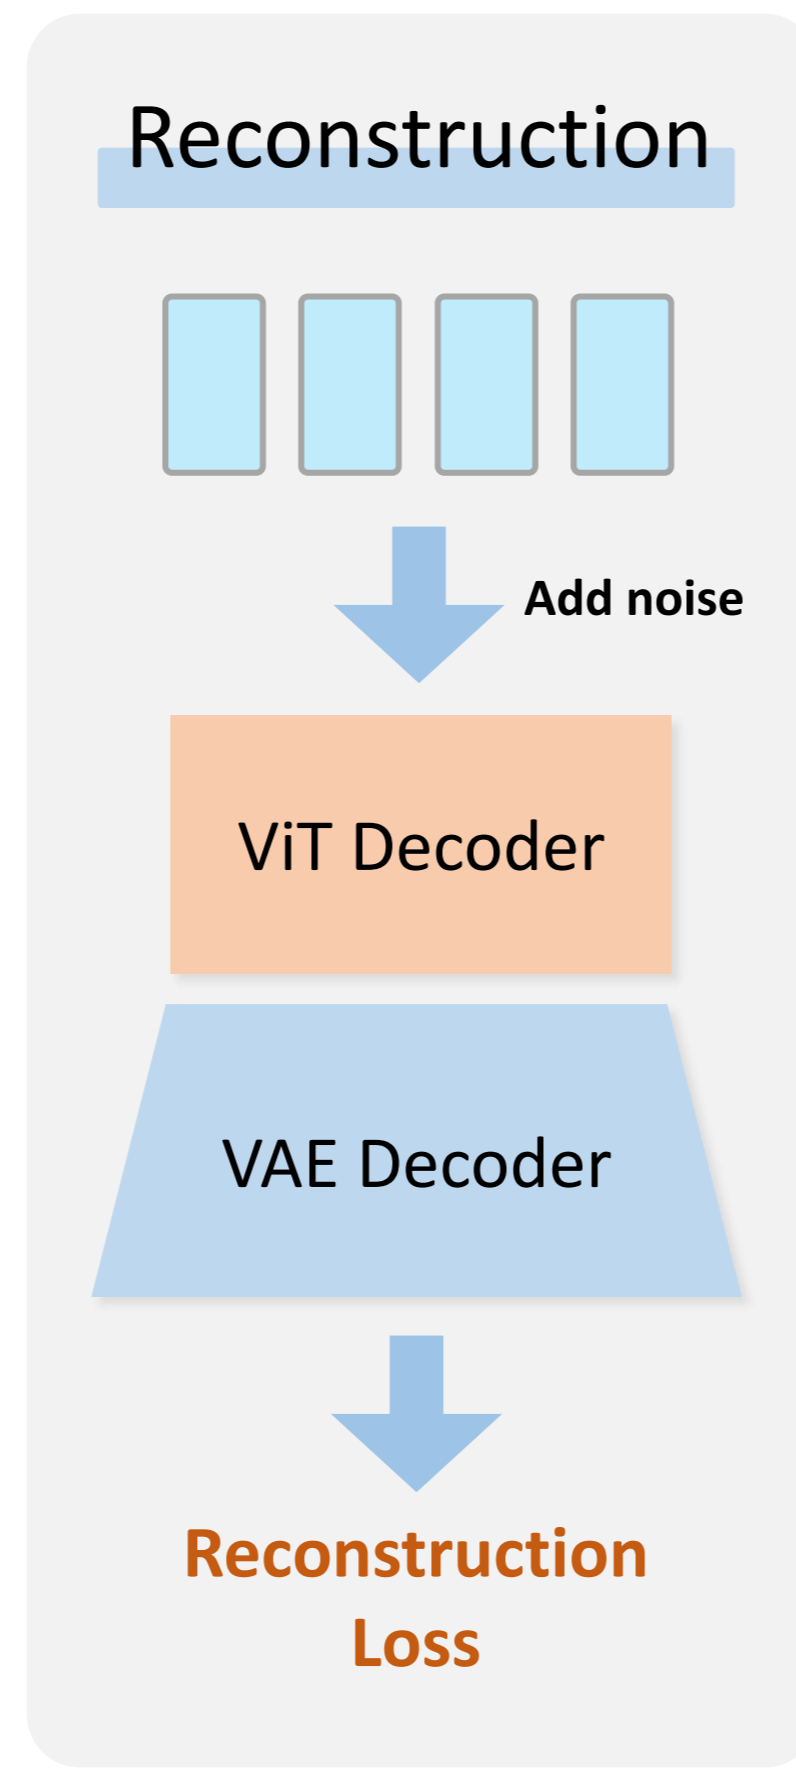 Reconstruction
Add noise
ViT Decoder
VAE Decoder
Reconstruction
Loss